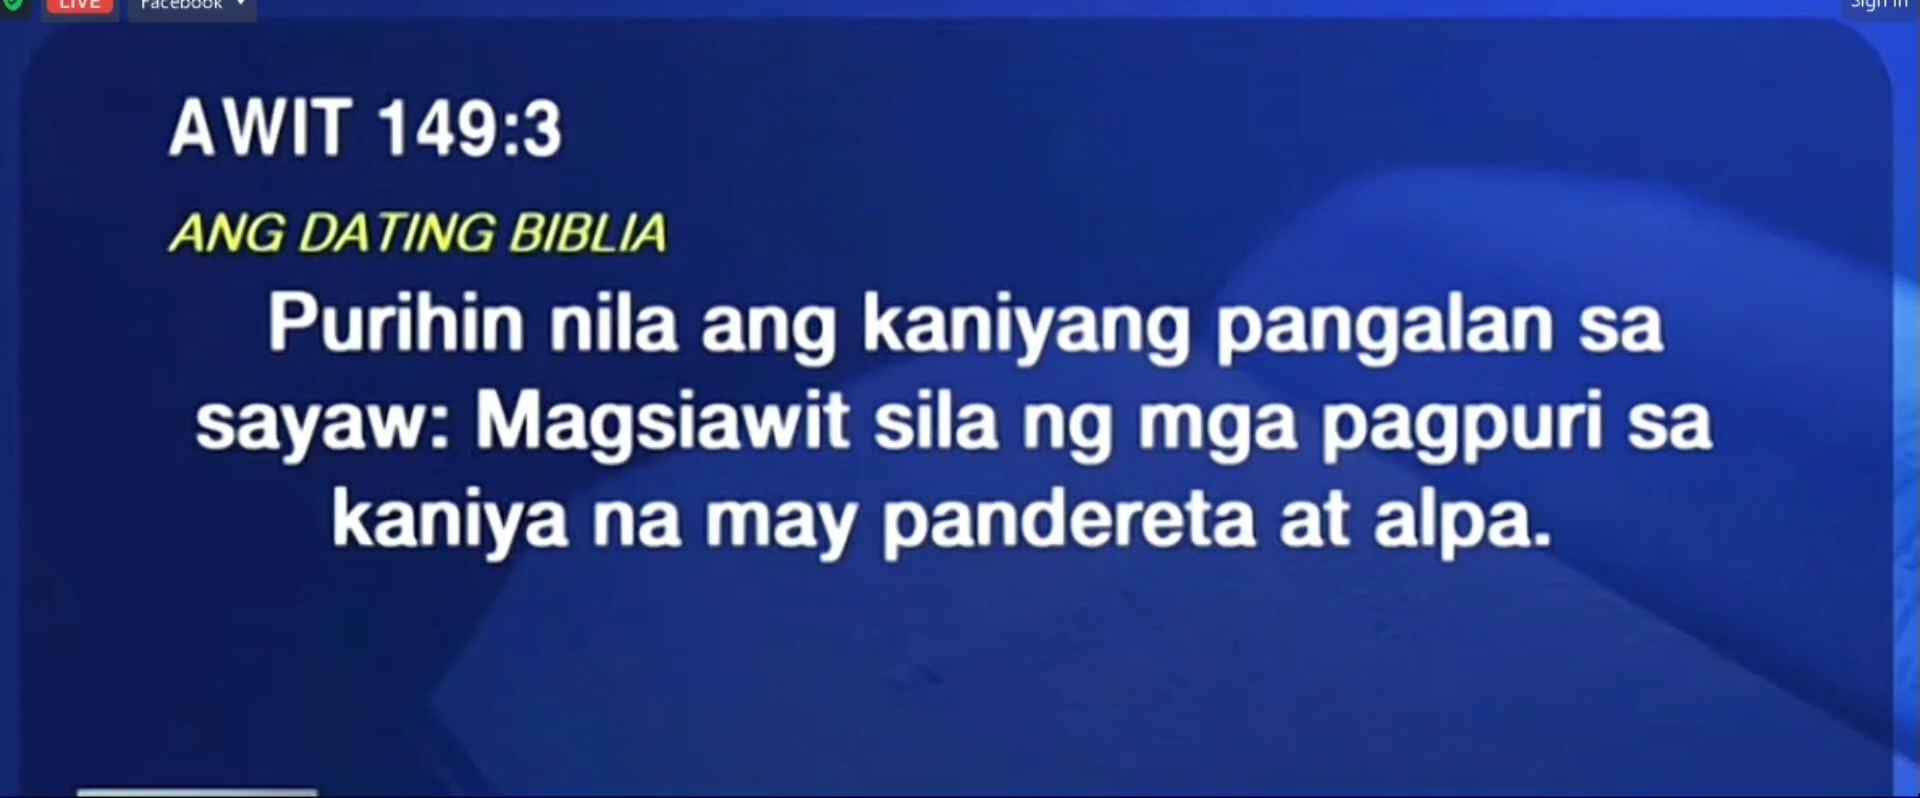 LIVE
Facebook
Sign in
AWIT 149:3
ANG DATING BIBLIA
Purihin nila ang kaniyang pangalan sa
sayaw: Magsiawit sila ng mga pagpuri sa
kaniya na may pandereta at alpa.